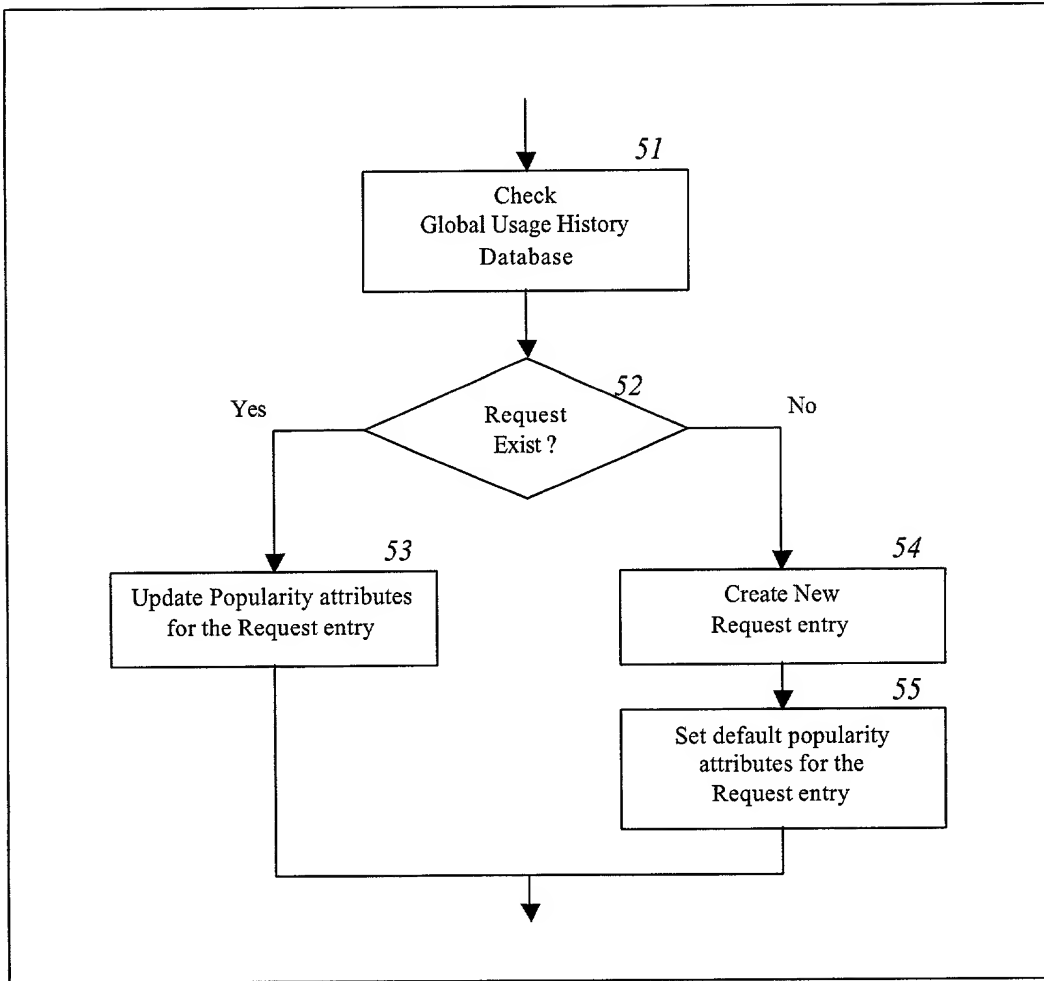 51
Check
Global Usage History
Database
52
Request
Exist ?
Yes
No
53
Update Popularity attributes
for the Request entry
54
Create New
Request entry
55
Set default popularity
attributes for the
Request entry